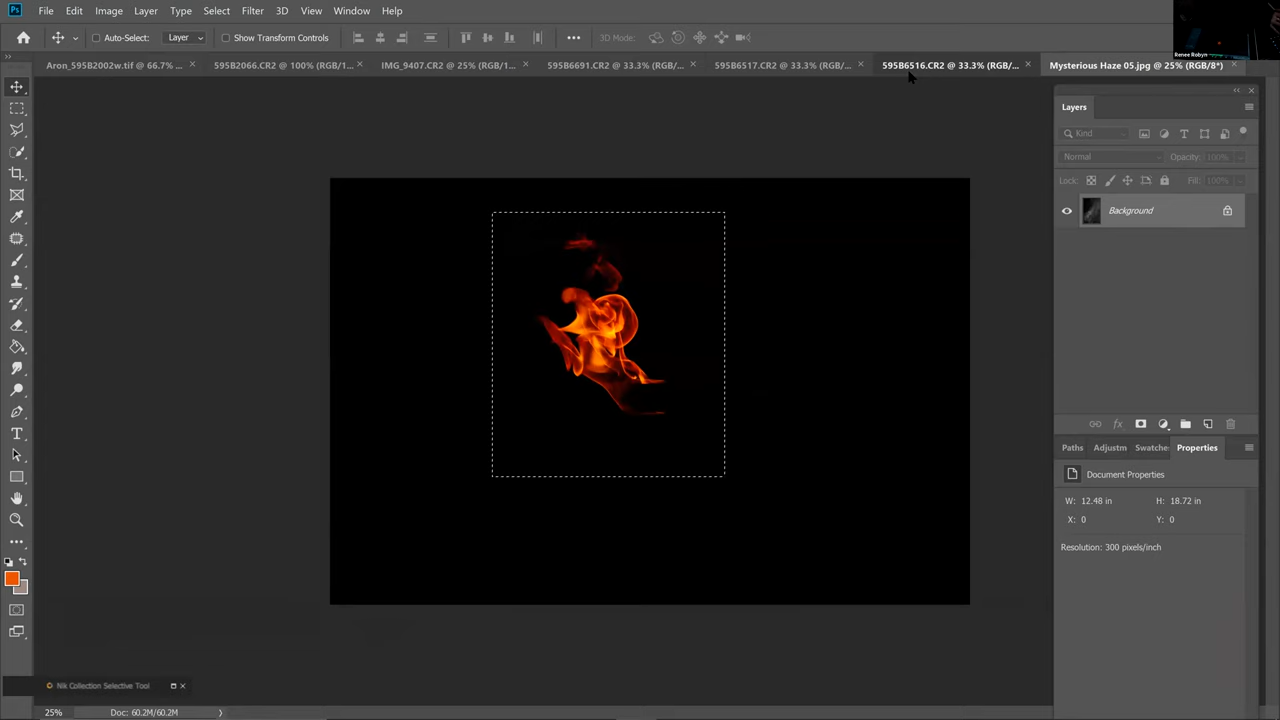 Ps File Edit Image Layer Type Select Filter 3D View Window Help
Auto-Select: Layer Show Transform Controls 3D Mode:
Renee Robyn
Aron_595B2002w.tif @ 66.7% ... × 595B2066.CR2 @ 100% (RGB/1... × IMG_9407.CR2 @ 25% (RGB/1... × 595B6691.CR2 @ 33.3% (RGB/... × 595B6517.CR2 @ 33.3% (RGB/... × 595B6516.CR2 @ 33.3% (RGB/... × Mysterious Haze 05.jpg @ 25% (RGB/8*) ×
Layers
Kind
Normal Opacity: 100%
Lock: Fill: 100%
Background
fx
Paths Adjustm Swatche Properties
Document Properties
W: 12.48 in H: 18.72 in
X: 0 Y: 0
Resolution: 300 pixels/inch
Nik Collection Selective Tool
25% Doc: 60.2M/60.2M